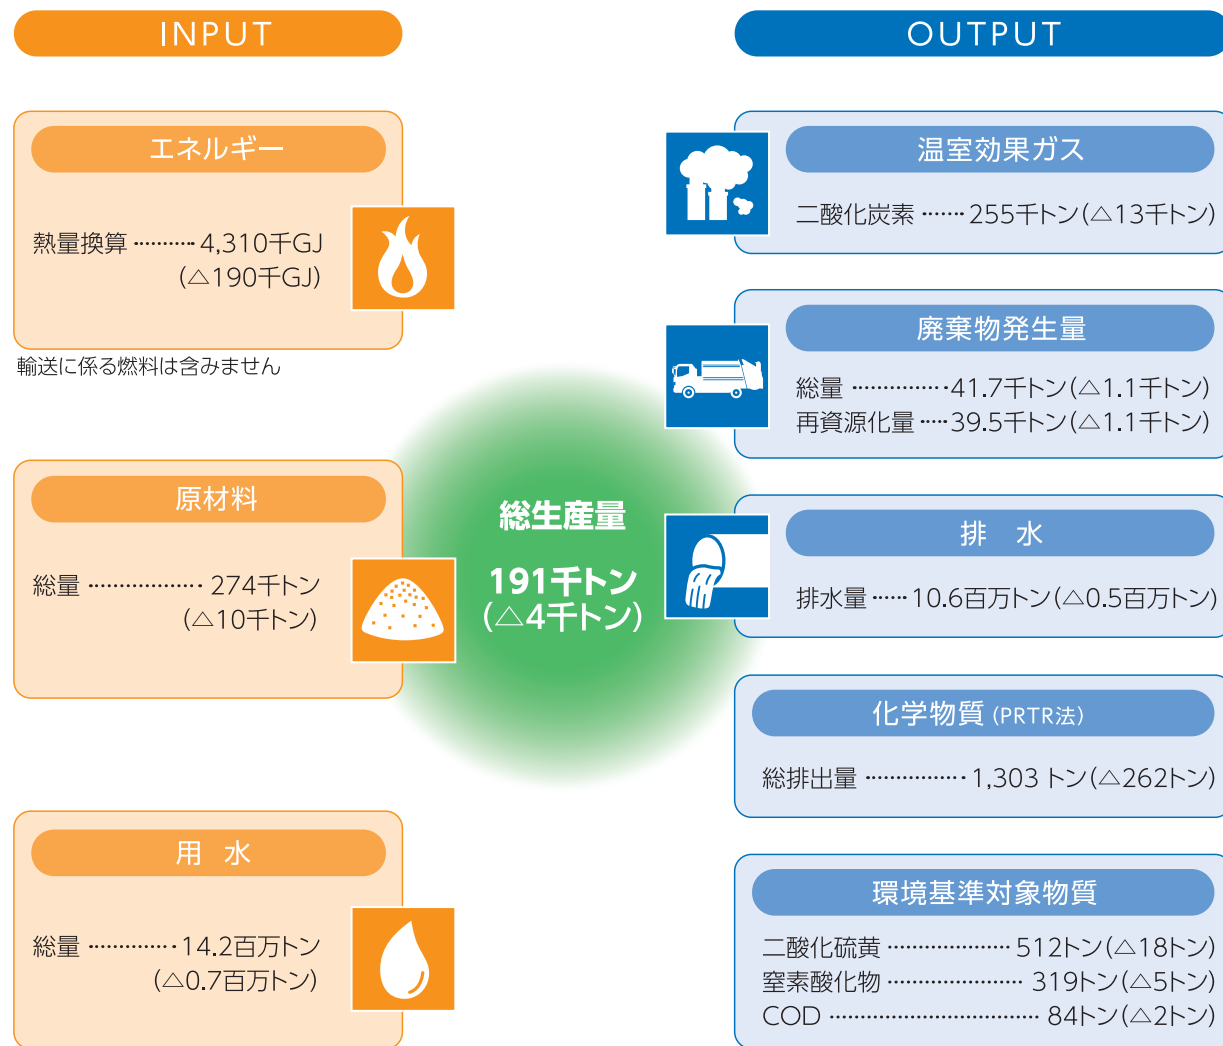 INPUT
エネルギー
熱量換算 ·········· 4,310千GJ
(△190千GJ)
輸送に係る燃料は含みません
原材料
総量 ················· 274千トン
(△10千トン)
用 水
総量 ·············14.2百万トン
(△0.7百万トン)
総生産量
191千トン
(△4千トン)
OUTPUT
温室効果ガス
二酸化炭素 ······· 255千トン(△13千トン)
廃棄物発生量
総量 ··············41.7千トン(△1.1千トン)
再資源化量 ·····39.5千トン(△1.1千トン)
排 水
排水量 ······ 10.6百万トン(△0.5百万トン)
化学物質 (PRTR法)
総排出量 ··············· 1,303 トン(△262トン)
環境基準対象物質
二酸化硫黄 ···················· 512トン(△18トン)
窒素酸化物 ······················ 319トン(△5トン)
COD ·································· 84トン(△2トン)